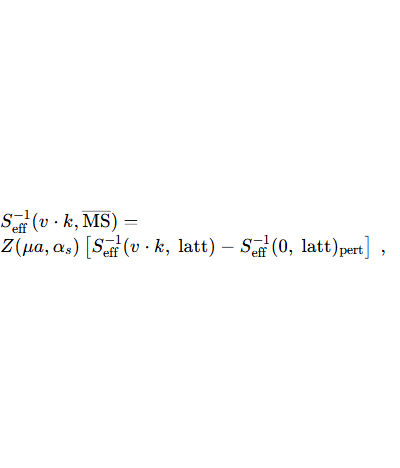 S_eff^{-1}(v · k, \overline{MS}) =
Z(μa, α_s) [S_eff^{-1}(v · k, latt) − S_eff^{-1}(0, latt)_pert] ,